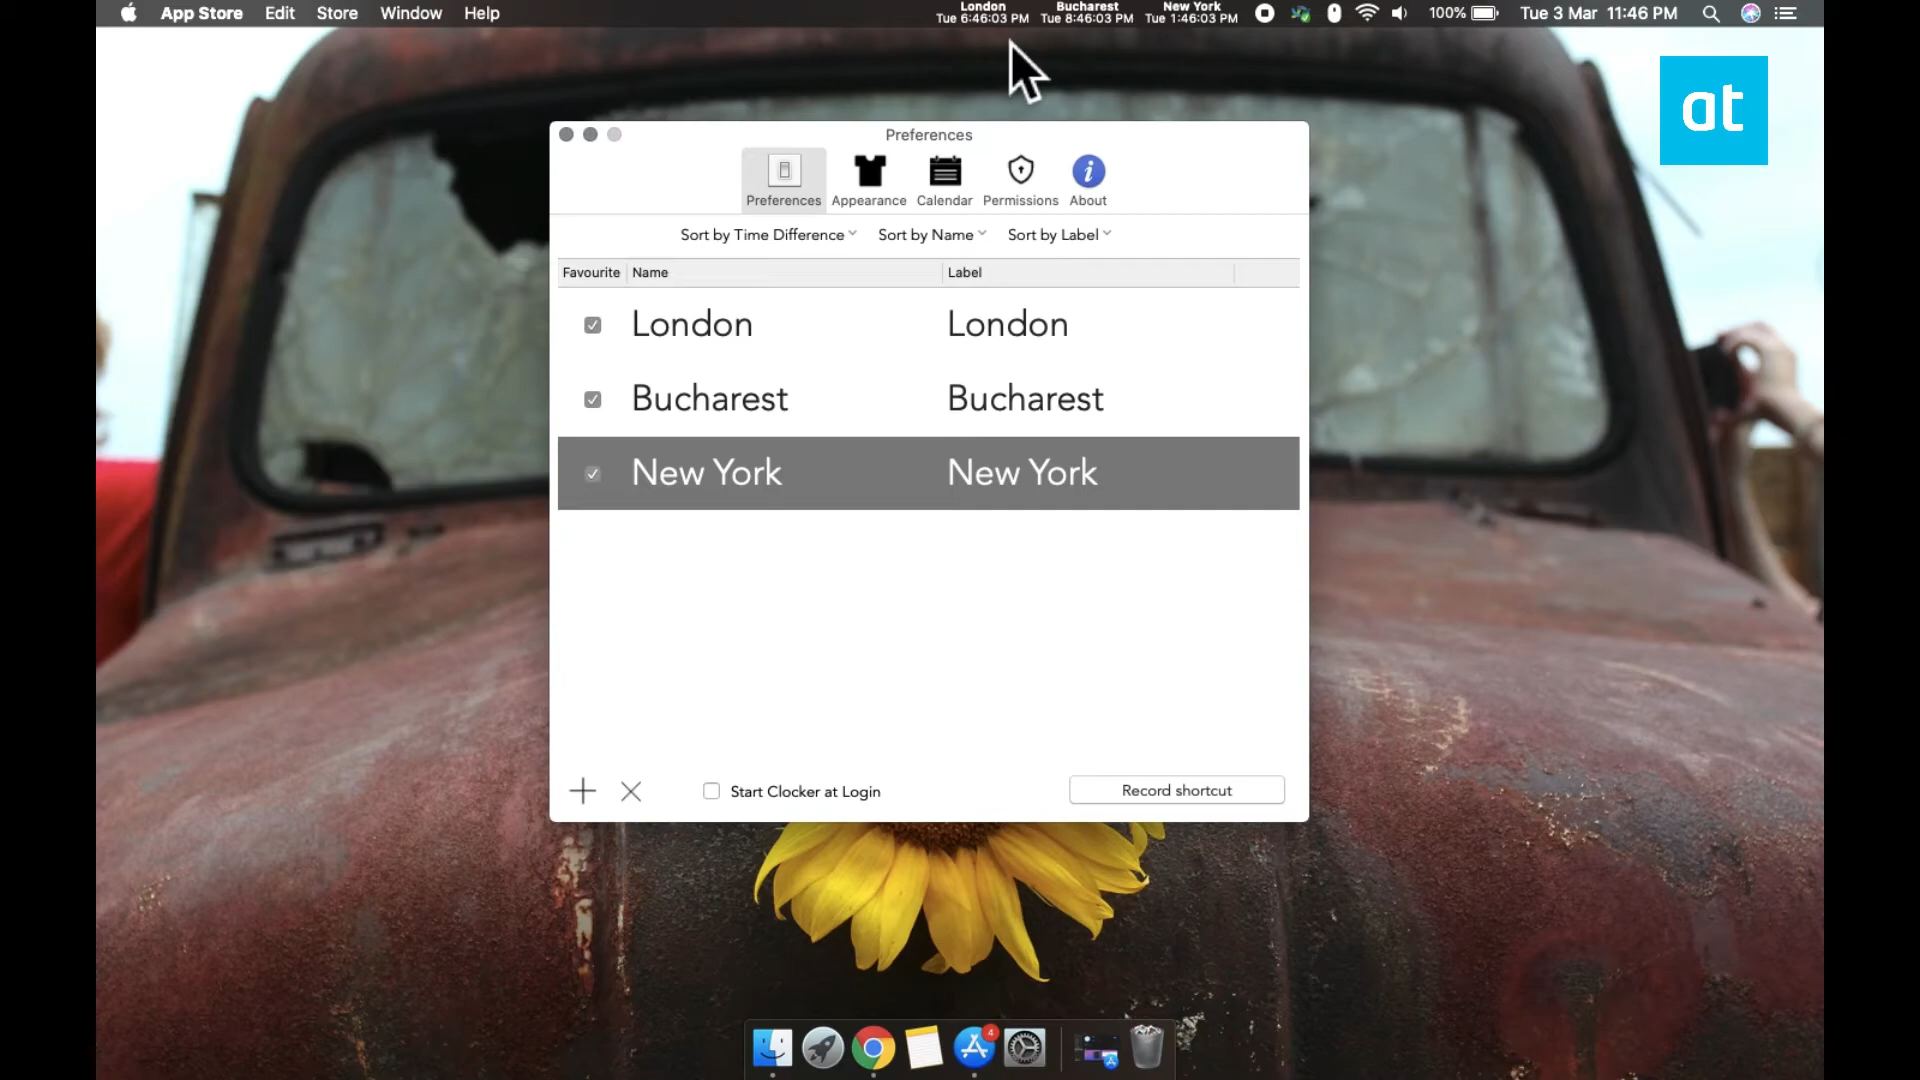 App Store Edit Store Window Help
London Bucharest New York
Tue 6:46:03 PM Tue 8:46:03 PM Tue 1:46:03 PM
100% Tue 3 Mar 11:46 PM
at
Preferences
Preferences Appearance Calendar Permissions About
Sort by Time Difference Sort by Name Sort by Label
Favourite Name Label
London London
Bucharest Bucharest
New York New York
Start Clocker at Login
Record shortcut
4